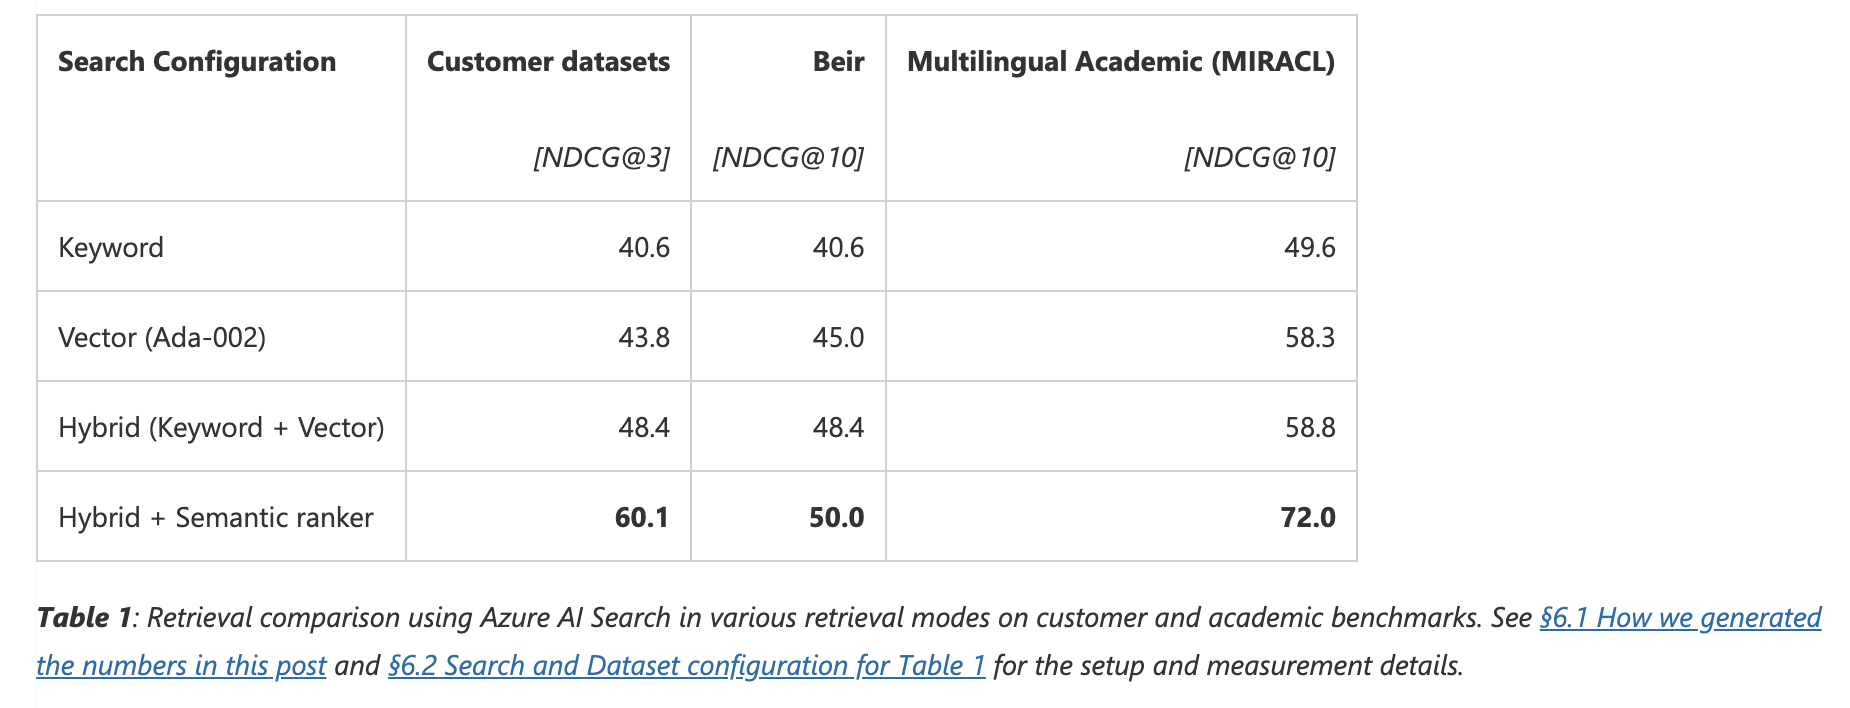 Search Configuration Customer datasets Beir Multilingual Academic (MIRACL)
[NDCG@3] [NDCG@10] [NDCG@10]
Keyword 40.6 40.6 49.6
Vector (Ada-002) 43.8 45.0 58.3
Hybrid (Keyword + Vector) 48.4 48.4 58.8
Hybrid + Semantic ranker 60.1 50.0 72.0
Table 1: Retrieval comparison using Azure AI Search in various retrieval modes on customer and academic benchmarks. See §6.1 How we generated
the numbers in this post and §6.2 Search and Dataset configuration for Table 1 for the setup and measurement details.